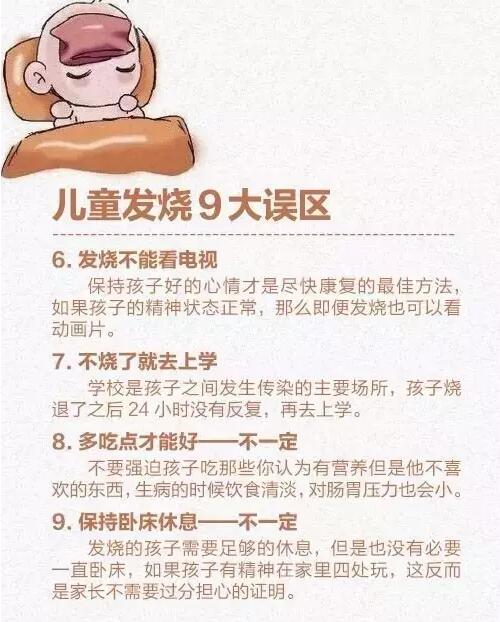 儿童发烧9大误区
6. 发烧不能看电视
保持孩子好的心情才是尽快康复的最佳方法,
如果孩子的精神状态正常，那么即便发烧也可以看
动画片。
7. 不烧了就去上学
学校是孩子之间发生传染的主要场所，孩子烧
退了之后 24 小时没有反复，再去上学。
8. 多吃点才能好——不一定
不要强迫孩子吃那些你认为有营养但是他不喜
欢的东西，生病的时候饮食清淡，对肠胃压力也会小。
9. 保持卧床休息——不一定
发烧的孩子需要足够的休息，但是也没有必要
一直卧床，如果孩子有精神在家里四处玩，这反而
是家长不需要过分担心的证明。